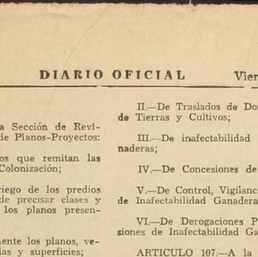 DIARIO OFICIAL
a Sección de Revi-
de Planos-Proyectos:
os que remitan las
Colonización;
riego de los predios
de precisar clases y
los planos presen-
mente los planos, ve-
das y superficies;
II.—De Traslados de Do
de Tierras y Cultivos;
III.—De inafectabilidad
naderas;
IV.—De Concesiones de
V.—De Control, Vigilanc
de Inafectabilidad Ganadera
VI.—De Derogaciones P
siones de Inafectabilidad Ga
ARTICULO 107.—A la